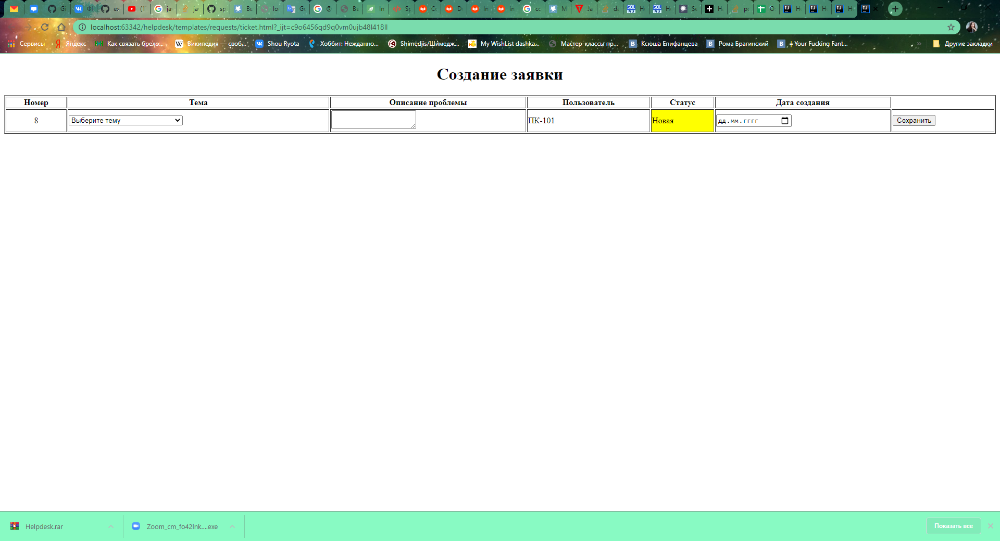 localhost:63342/helpdesk/templates/requests/ticket.html?_ijt=c9o6456qd9q0vm0ujb48l418ll
Сервисы Яндекс Как связать брело... Википедия — своб... Shou Ryota Хоббит: Нежданно... Shimedjis/Шимедж... My WishList dashka... Мастер-классы пр... Ксюша Епифанцева Рома Брагинский Your Fucking Fant... » Другие закладки
Создание заявки
Номер Тема Описание проблемы Пользователь Статус Дата создания
8 Выберите тему ПК-101 Новая дд.мм.гггг Сохранить
Helpdesk.rar Zoom_cm_fo42lnk....exe Показать все